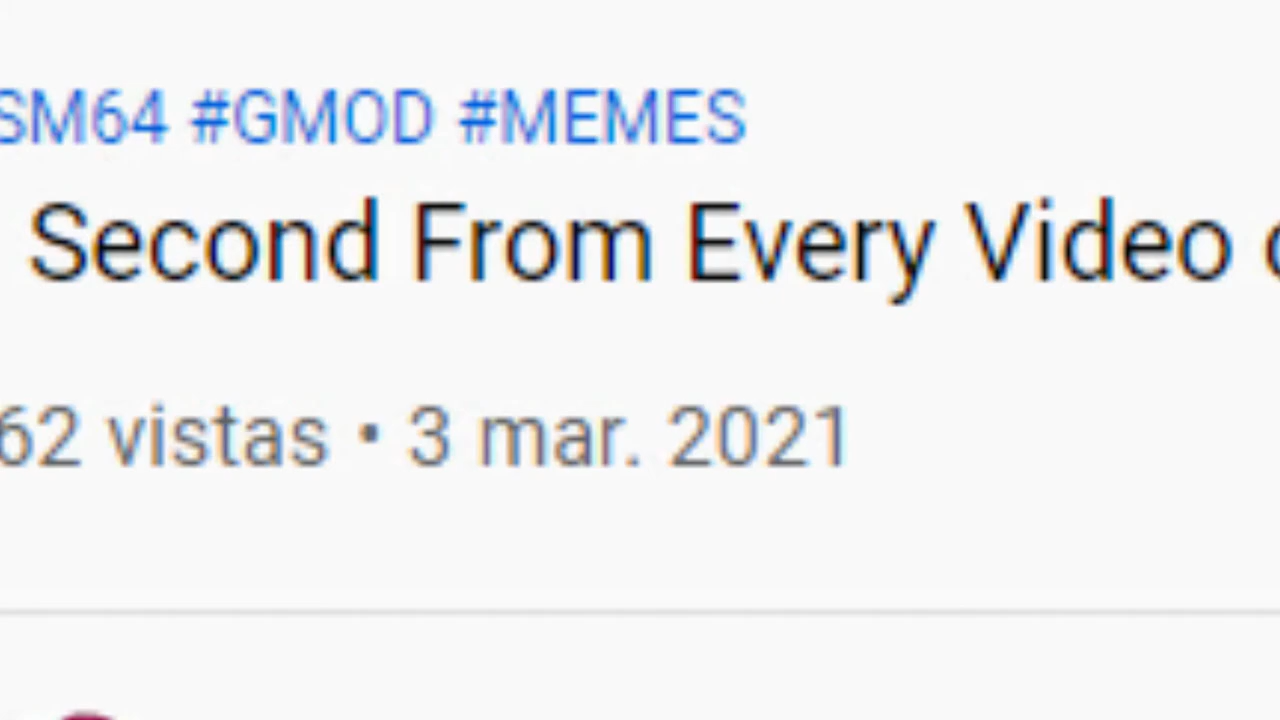 SM64 #GMOD #MEMES
Second From Every Video
62 vistas • 3 mar. 2021